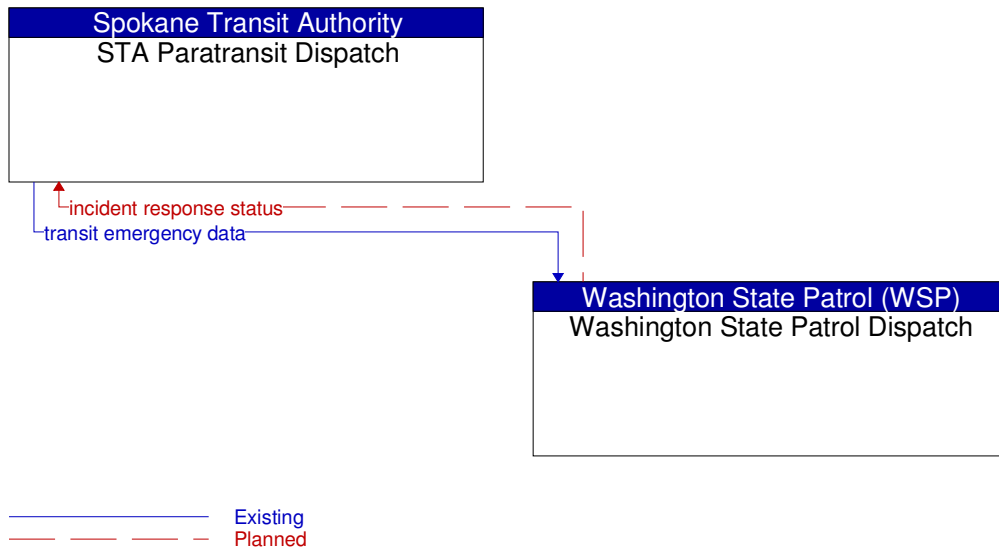 Spokane Transit Authority
STA Paratransit Dispatch
incident response status
transit emergency data
Washington State Patrol (WSP)
Washington State Patrol Dispatch
Existing
Planned